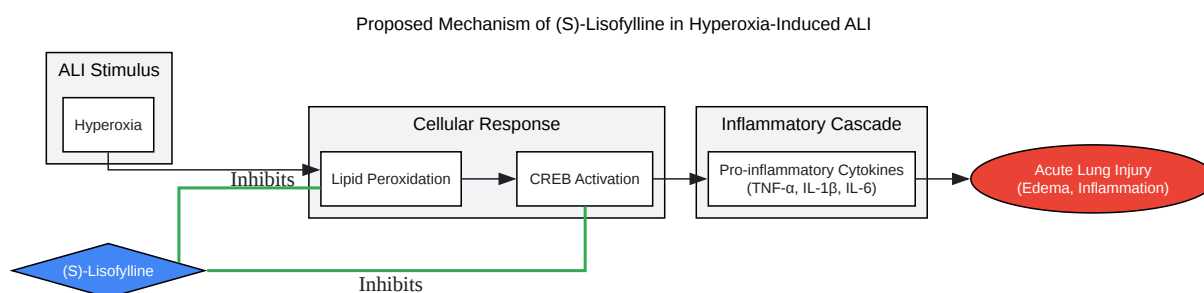 Proposed Mechanism of (S)-Lisofylline in Hyperoxia-Induced ALI
ALI Stimulus
Hyperoxia
Cellular Response
Lipid Peroxidation
CREB Activation
Inflammatory Cascade
Pro-inflammatory Cytokines
(TNF-α, IL-1β, IL-6)
Acute Lung Injury
(Edema, Inflammation)
Inhibits
(S)-Lisofylline
Inhibits